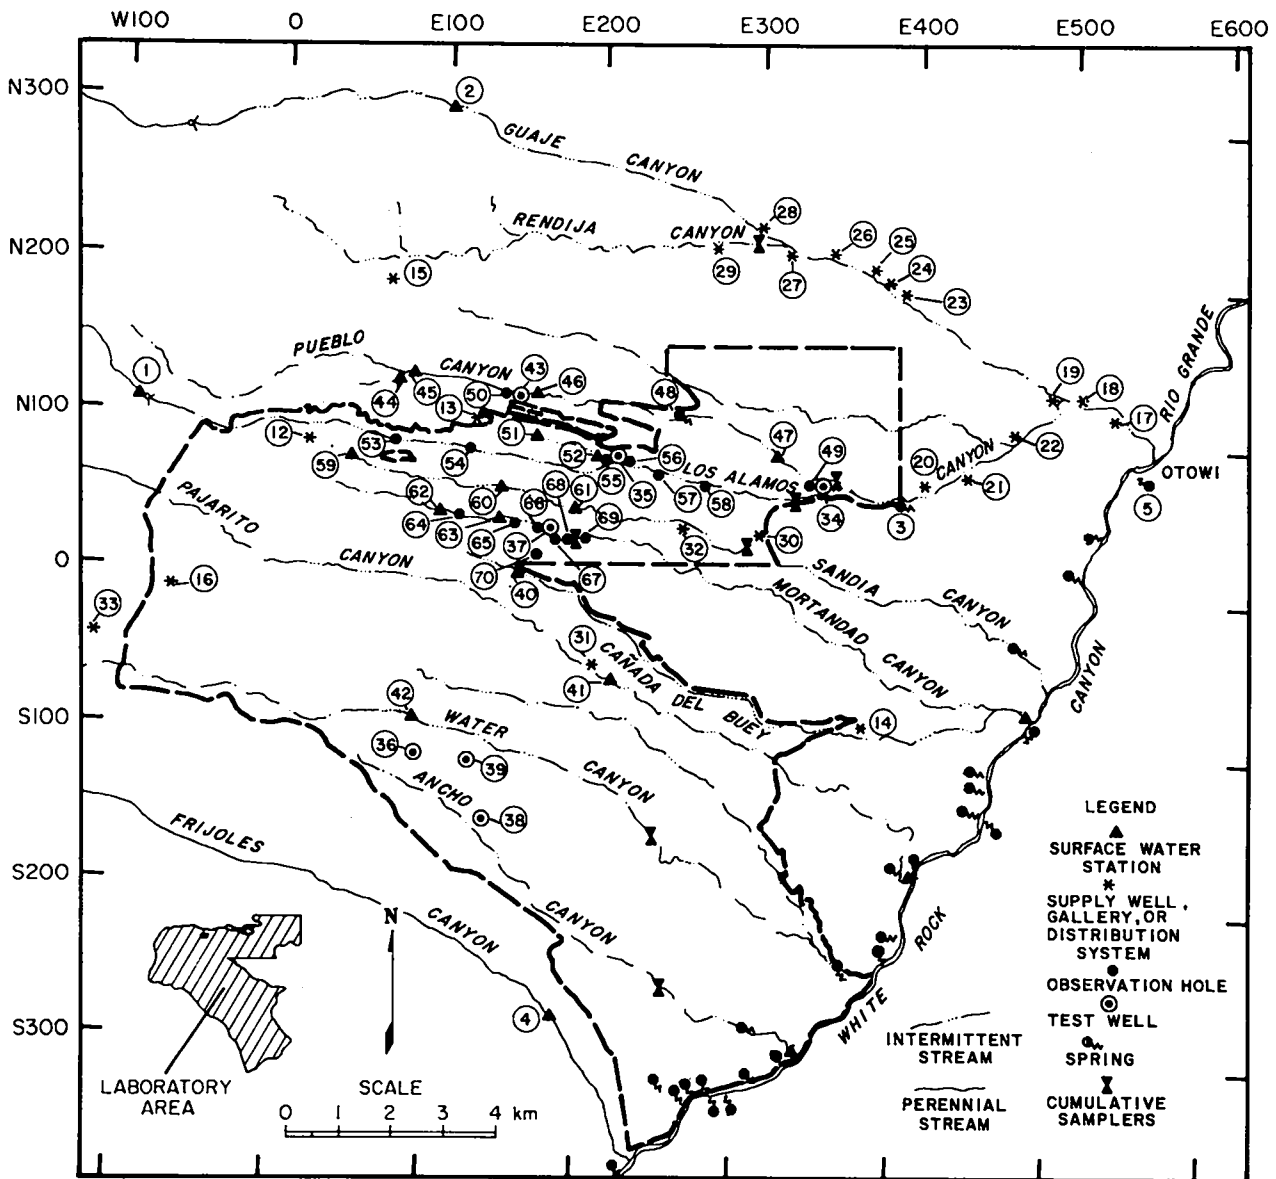 W100 0 E100 E200 E300 E400 E500 E600
N300
2
GUAJE
CANYON
28
RENDIJA
CANYON
N200
26
25
24
15
29
27
23
PUEBLO
CANYON
1
43
46
48
19
18
RIO GRANDE
N100
44
45
50
13
17
12
53
51
47
49
22
59
54
52
56
LOS ALAMOS
CANYON
20
OTOWI
62
60
68
61
55
35
57
58
21
5
PAJARITO
CANYON
64
63
66
69
34
3
65
37
32
30
0
16
70
40
67
SANDIA
CANYON
33
31
MORTANDAD
CANYON
CAÑADA
DEL BUEY
41
42
S100
WATER
CANYON
14
36
39
CANYON
ANCHO
CANYON
38
FRIJOLES
CANYON
S200
LEGEND
SURFACE WATER
STATION
SUPPLY WELL,
GALLERY, OR
DISTRIBUTION
SYSTEM
OBSERVATION HOLE
TEST WELL
SPRING
CUMULATIVE
SAMPLERS
N
WHITE
ROCK
4
S300
INTERMITTENT
STREAM
PERENNIAL
STREAM
LABORATORY
AREA
SCALE
0 1 2 3 4 km